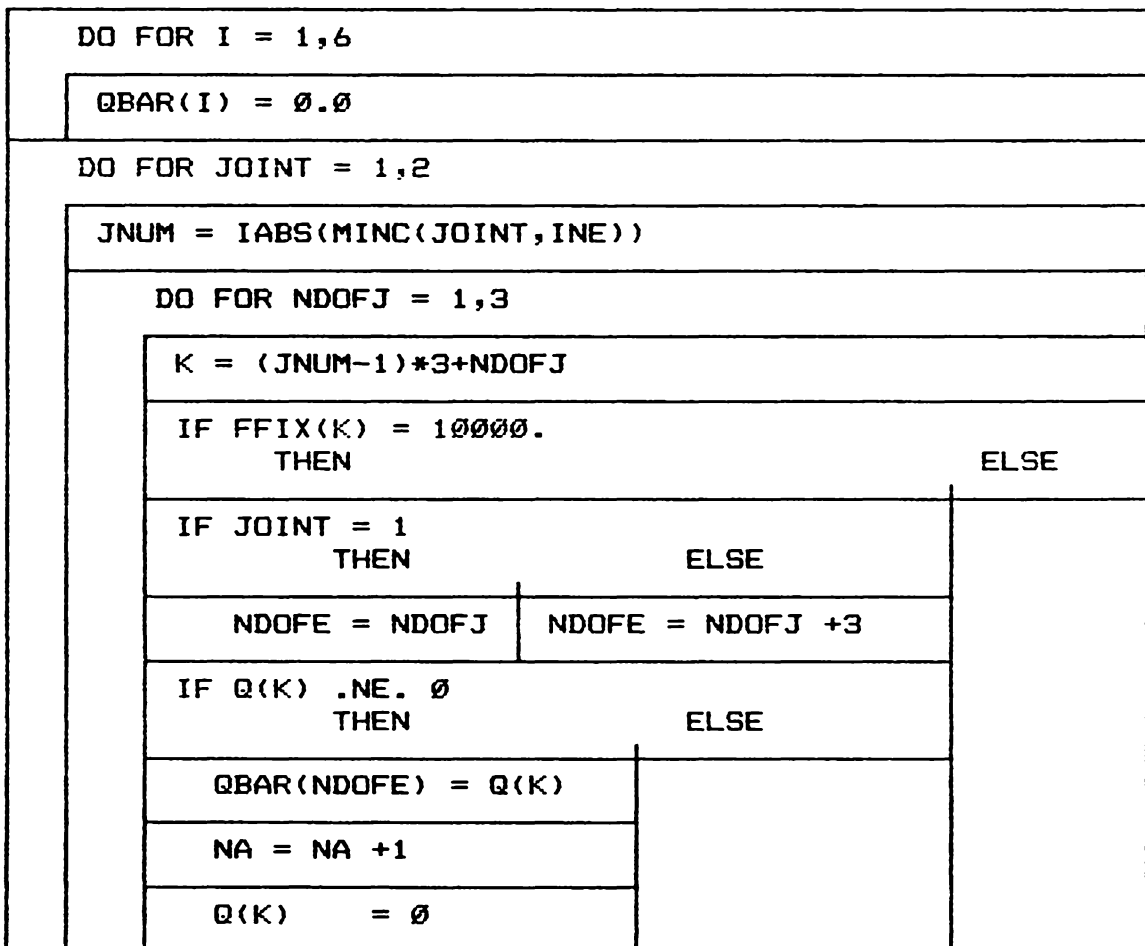 DO FOR I = 1,6
QBAR(I) = Ø.Ø
DO FOR JOINT = 1,2
JNUM = IABS(MINC(JOINT,INE))
DO FOR NDOFJ = 1,3
K = (JNUM-1)*3+NDOFJ
IF FFIX(K) = 1ØØØØ.
THEN ELSE
IF JOINT = 1
THEN ELSE
NDOFE = NDOFJ NDOFE = NDOFJ +3
IF Q(K) .NE. Ø
THEN ELSE
QBAR(NDOFE) = Q(K)
NA = NA +1
Q(K) = Ø